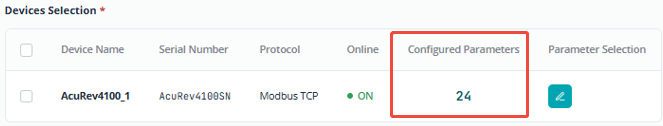 Devices Selection *
Device Name Serial Number Protocol Online Configured Parameters Parameter Selection
AcuRev4100_1 AcuRev4100SN Modbus TCP ON 24